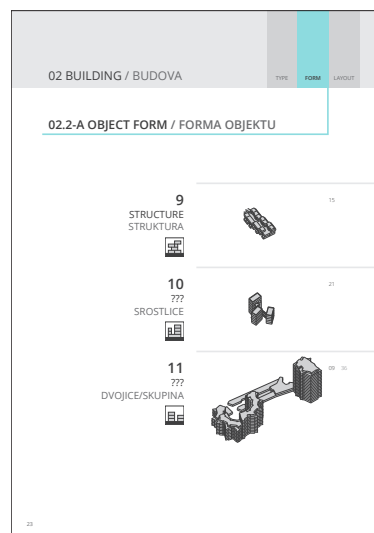 02 BUILDING / BUDOVA
TYPE FORM LAYOUT
02.2-A OBJECT FORM / FORMA OBJEKTU
9
STRUCTURE
STRUKTURA
15
10
???
SROSTLICE
21
11
???
DVOJICE/SKUPINA
09
23